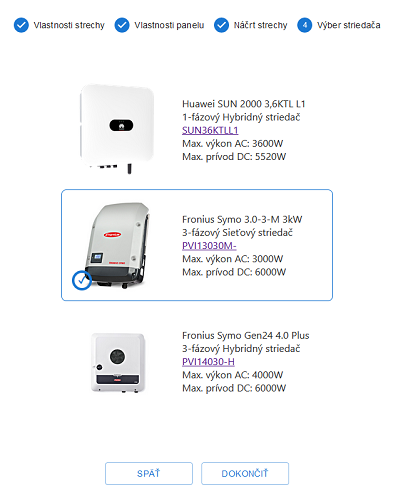 Vlastnosti strechy Vlastnosti panelu Náčrt strechy 4 Výber striedača
Huawei SUN 2000 3,6KTL L1
1-fázový Hybridný striedač
SUN36KTLL1
Max. výkon AC: 3600W
Max. prívod DC: 5520W
Fronius Symo 3.0-3-M 3kW
3-fázový Sieťový striedač
PVI13030M-
Max. výkon AC: 3000W
Max. prívod DC: 6000W
Fronius Symo Gen24 4.0 Plus
3-fázový Hybridný striedač
PVI14030-H
Max. výkon AC: 4000W
Max. prívod DC: 6000W
SPÄŤ DOKONČIŤ